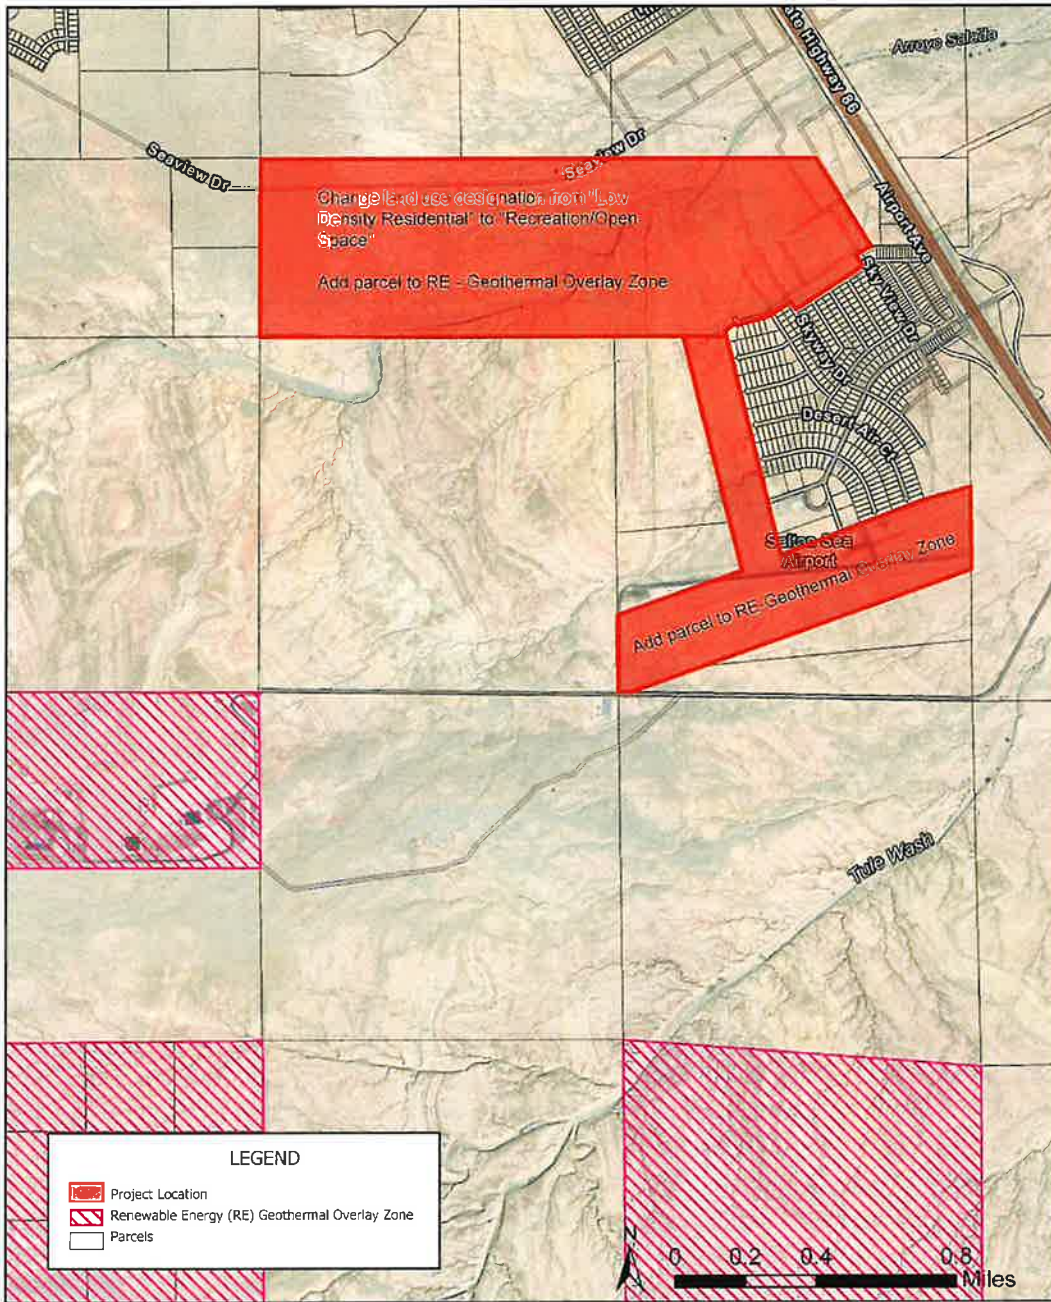 Arroyo Salada
State Highway 86
Seaview Dr
Seaview Dr
Change land use designation from "Low
Density Residential" to "Recreation/Open
Space"
Add parcel to RE - Geothermal Overlay Zone
Airport Ave
Sky View Dr
Skyway Dr
Desert Air Ct
Salton Sea
Airport
Add parcel to RE-Geothermal Overlay Zone
Tule Wash
LEGEND
Project Location
Renewable Energy (RE) Geothermal Overlay Zone
Parcels
N
0 0.2 0.4 0.8
Miles